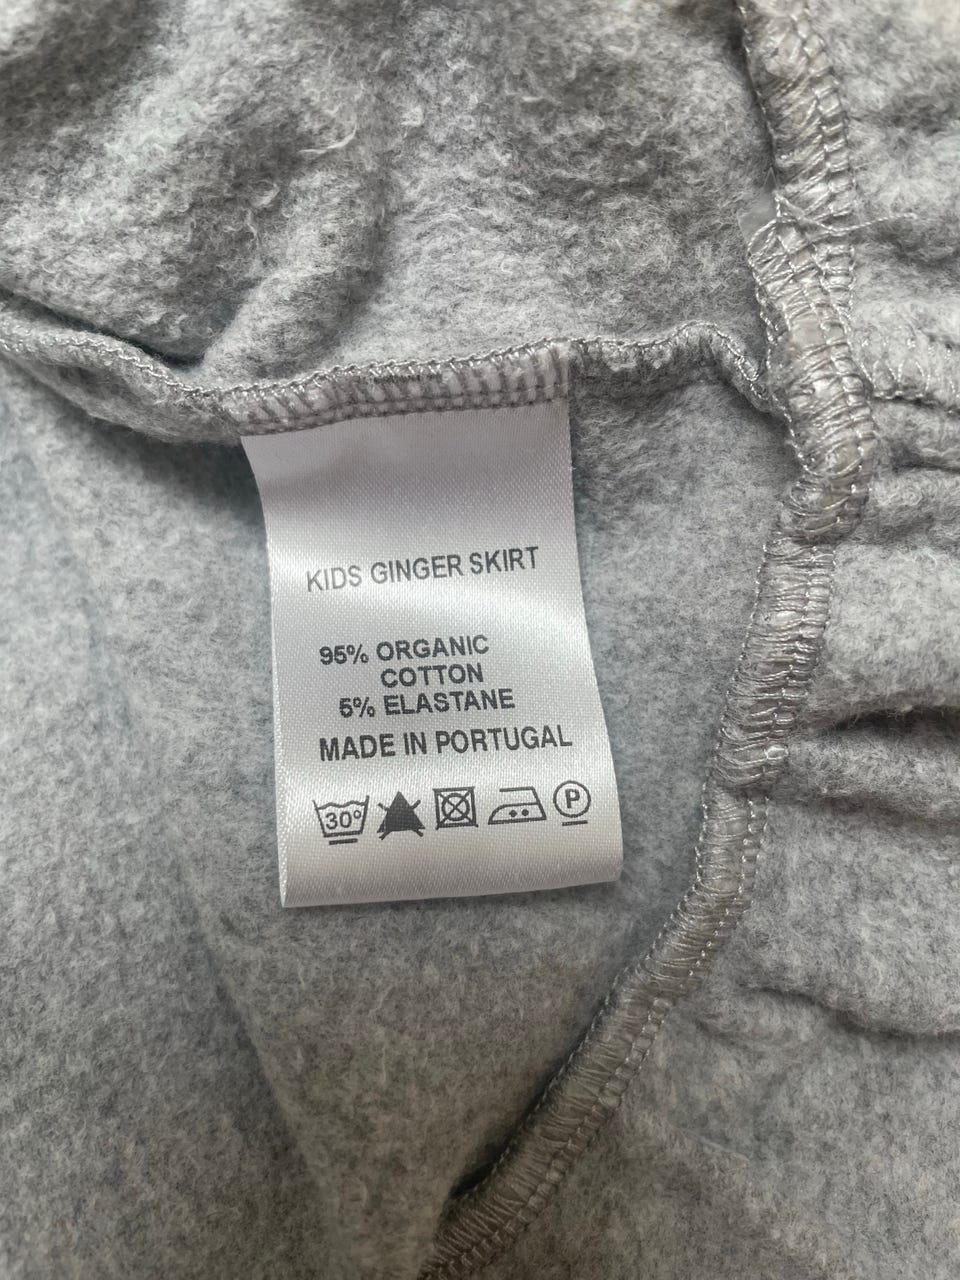 KIDS GINGER SKIRT
95% ORGANIC
COTTON
5% ELASTANE
MADE IN PORTUGAL
30° P